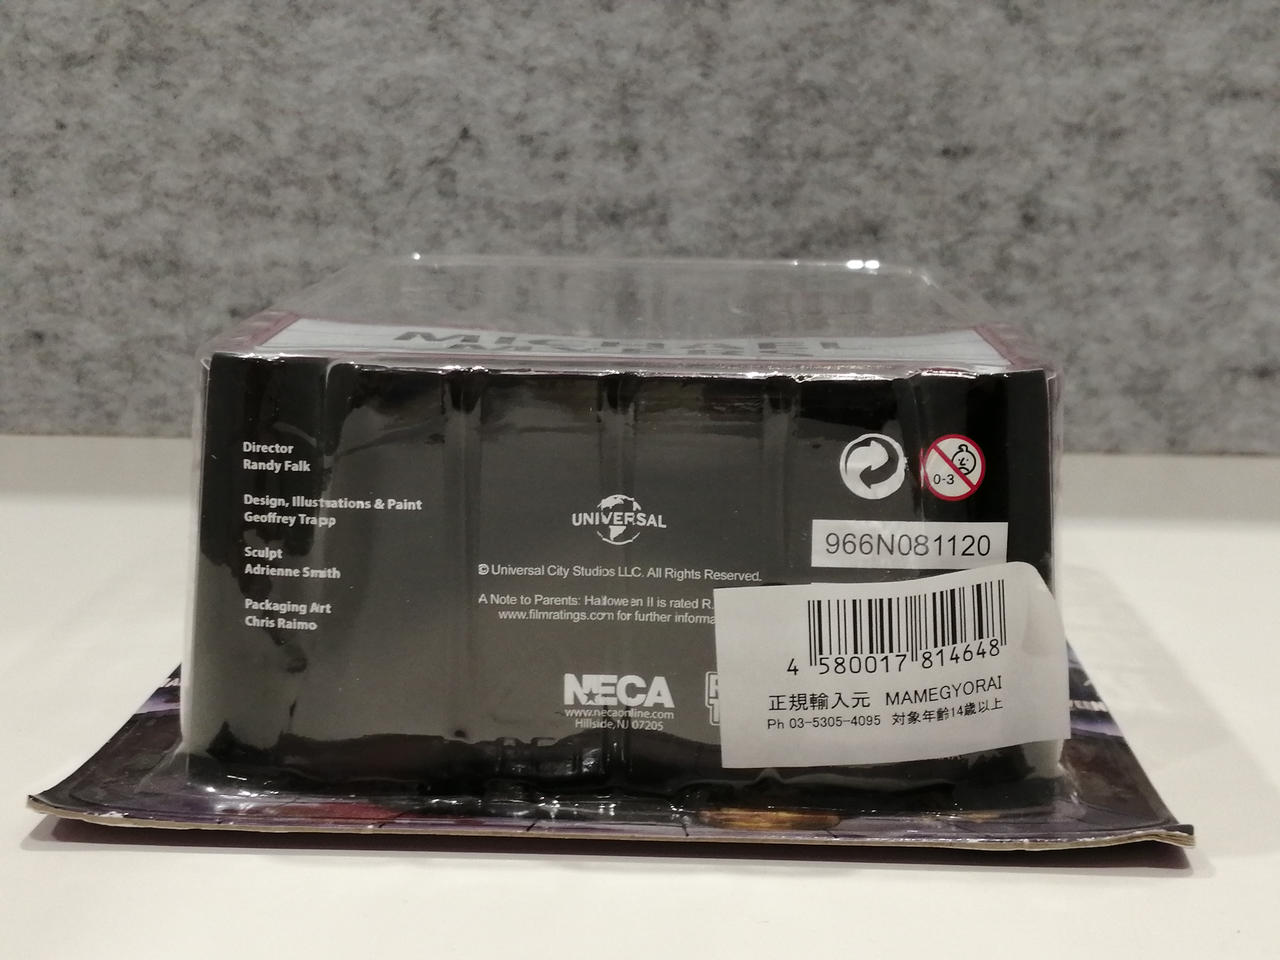 MICHAEL
MYERS
Director
Randy Falk
Design, Illustrations & Paint
Geoffrey Trapp
Sculpt
Adrienne Smith
Packaging Art
Chris Raimo
UNIVERSAL
© Universal City Studios LLC. All Rights Reserved.
A Note to Parents: Halloween II is rated R.
www.filmratings.com for further
NECA
www.necaonline.com
Hillside, NJ 07205
0-3
966N081120
4 580017 814648
正規輸入元 MAMEGYORAI
Ph 03-5305-4095 対象年齢14歳以上